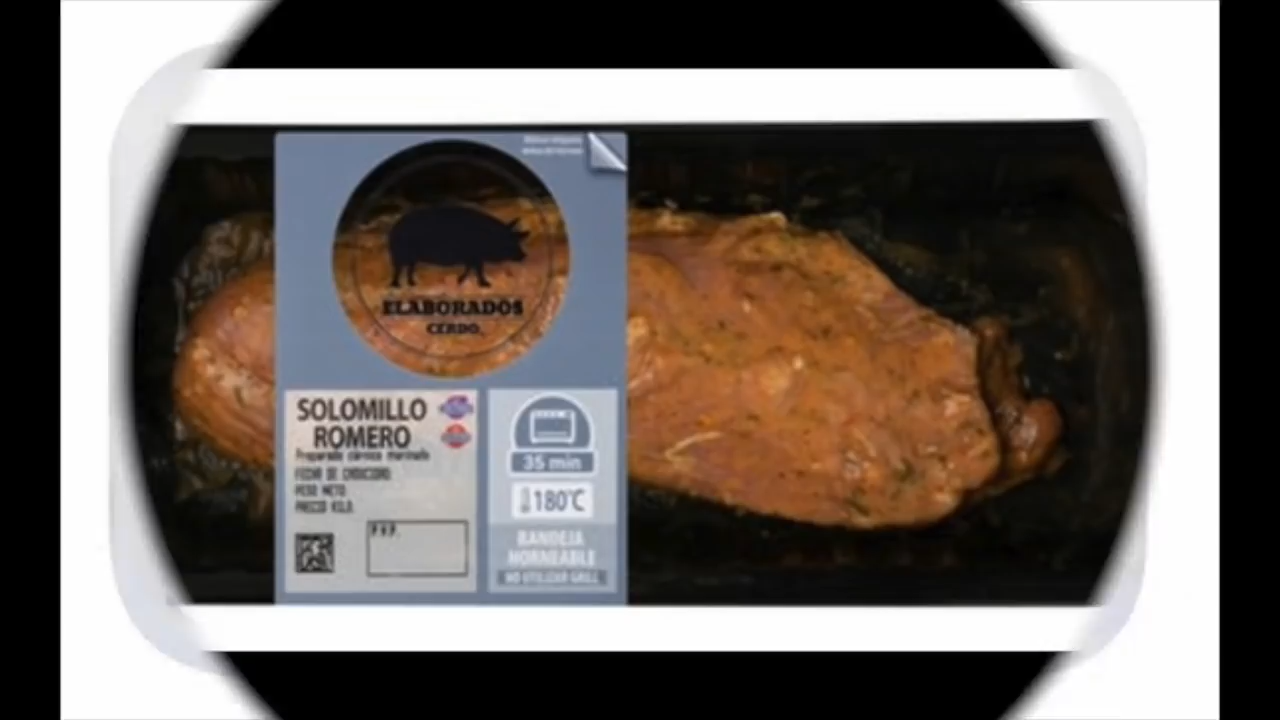 ELABORADOS
CERDO
SOLOMILLO
ROMERO
Preparado cárnico marinado
FECHA DE CADUCIDAD
PESO NETO
PRECIO KILO
P.V.P.
35 min
180°C
BANDEJA
HORNEABLE
NO UTILIZAR GRILL